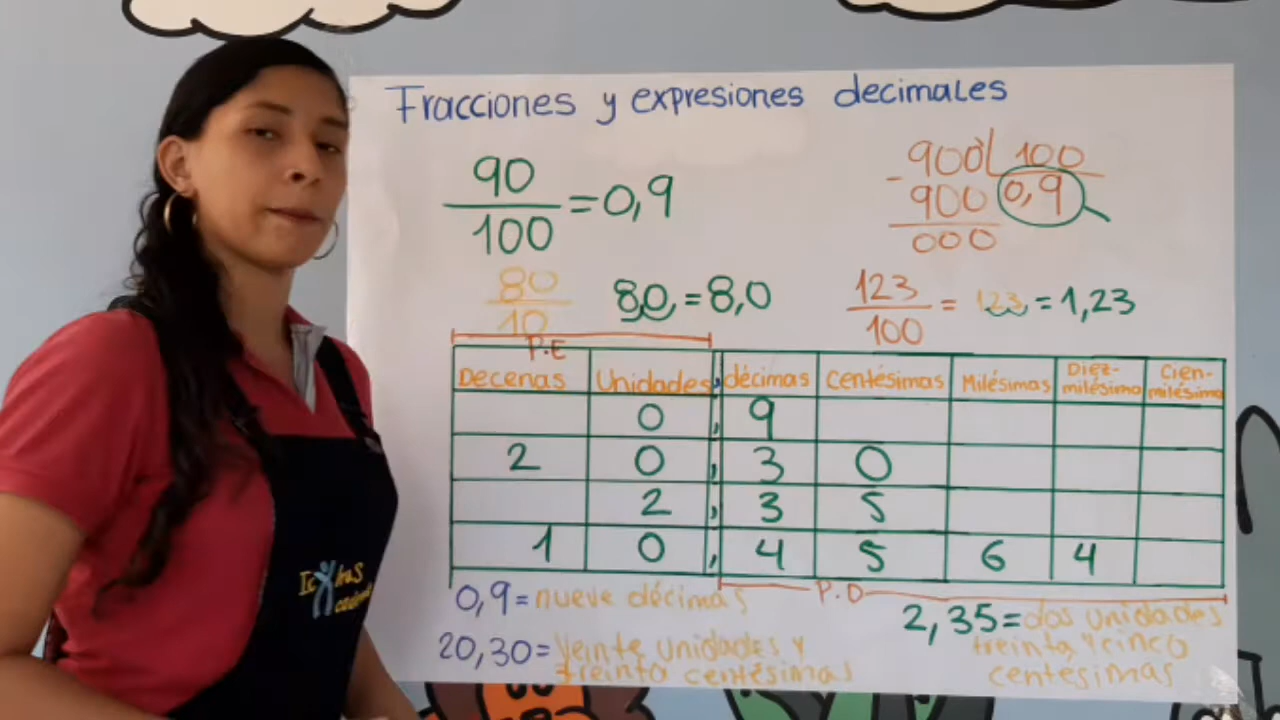 Fracciones y expresiones decimales
90/100 = 0,9
900 100
- 900 0,9
000
80/10 80, = 8,0
123/100 = 123 = 1,23
P.E
Decenas Unidades , décimas Centésimas Milésimas Diez-milésimo Cien-milésimo
0 , 9
2 0 , 3 0
2 , 3 5
1 0 , 4 5 6 4
P.D
0,9 = nueve décimas
20,30 = Veinte unidades y
treinta centésimas
2,35 = dos unidades
treinta y cinco
centesimas